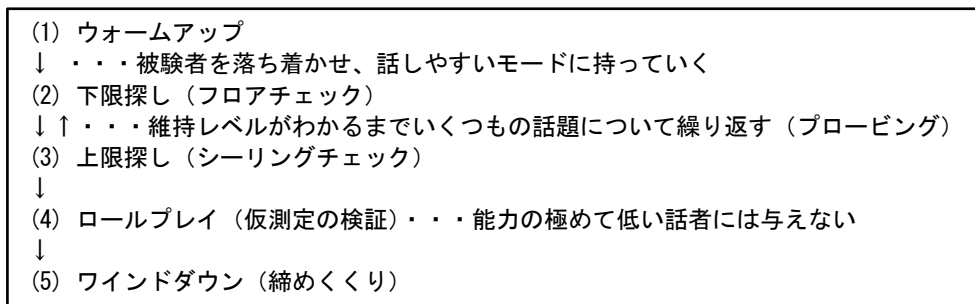 (1) ウォームアップ
↓ ・・・被験者を落ち着かせ、話しやすいモードに持っていく
(2) 下限探し（フロアチェック）
↓↑・・・維持レベルがわかるまでいくつもの話題について繰り返す（プロービング）
(3) 上限探し（シーリングチェック）
↓
(4) ロールプレイ（仮測定の検証）・・・能力の極めて低い話者には与えない
↓
(5) ワインドダウン（締めくくり）